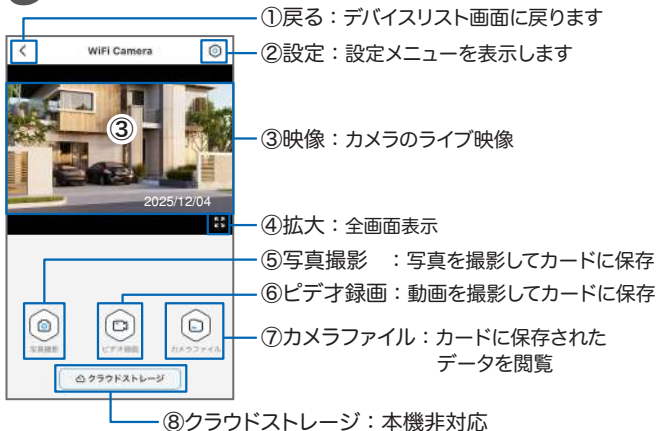 ①戻る：デバイスリスト画面に戻ります
WiFi Camera
②設定：設定メニューを表示します
③
③映像：カメラのライブ映像
2025/12/04
④拡大：全画面表示
⑤写真撮影　：写真を撮影してカードに保存
⑥ピデオ録画：動画を撮影してカードに保存
写真撮影
ピデオ録画
カメラファイル
⑦カメラファイル：カードに保存された
データを閲覧
クラウドストレージ
⑧クラウドストレージ：本機非対応